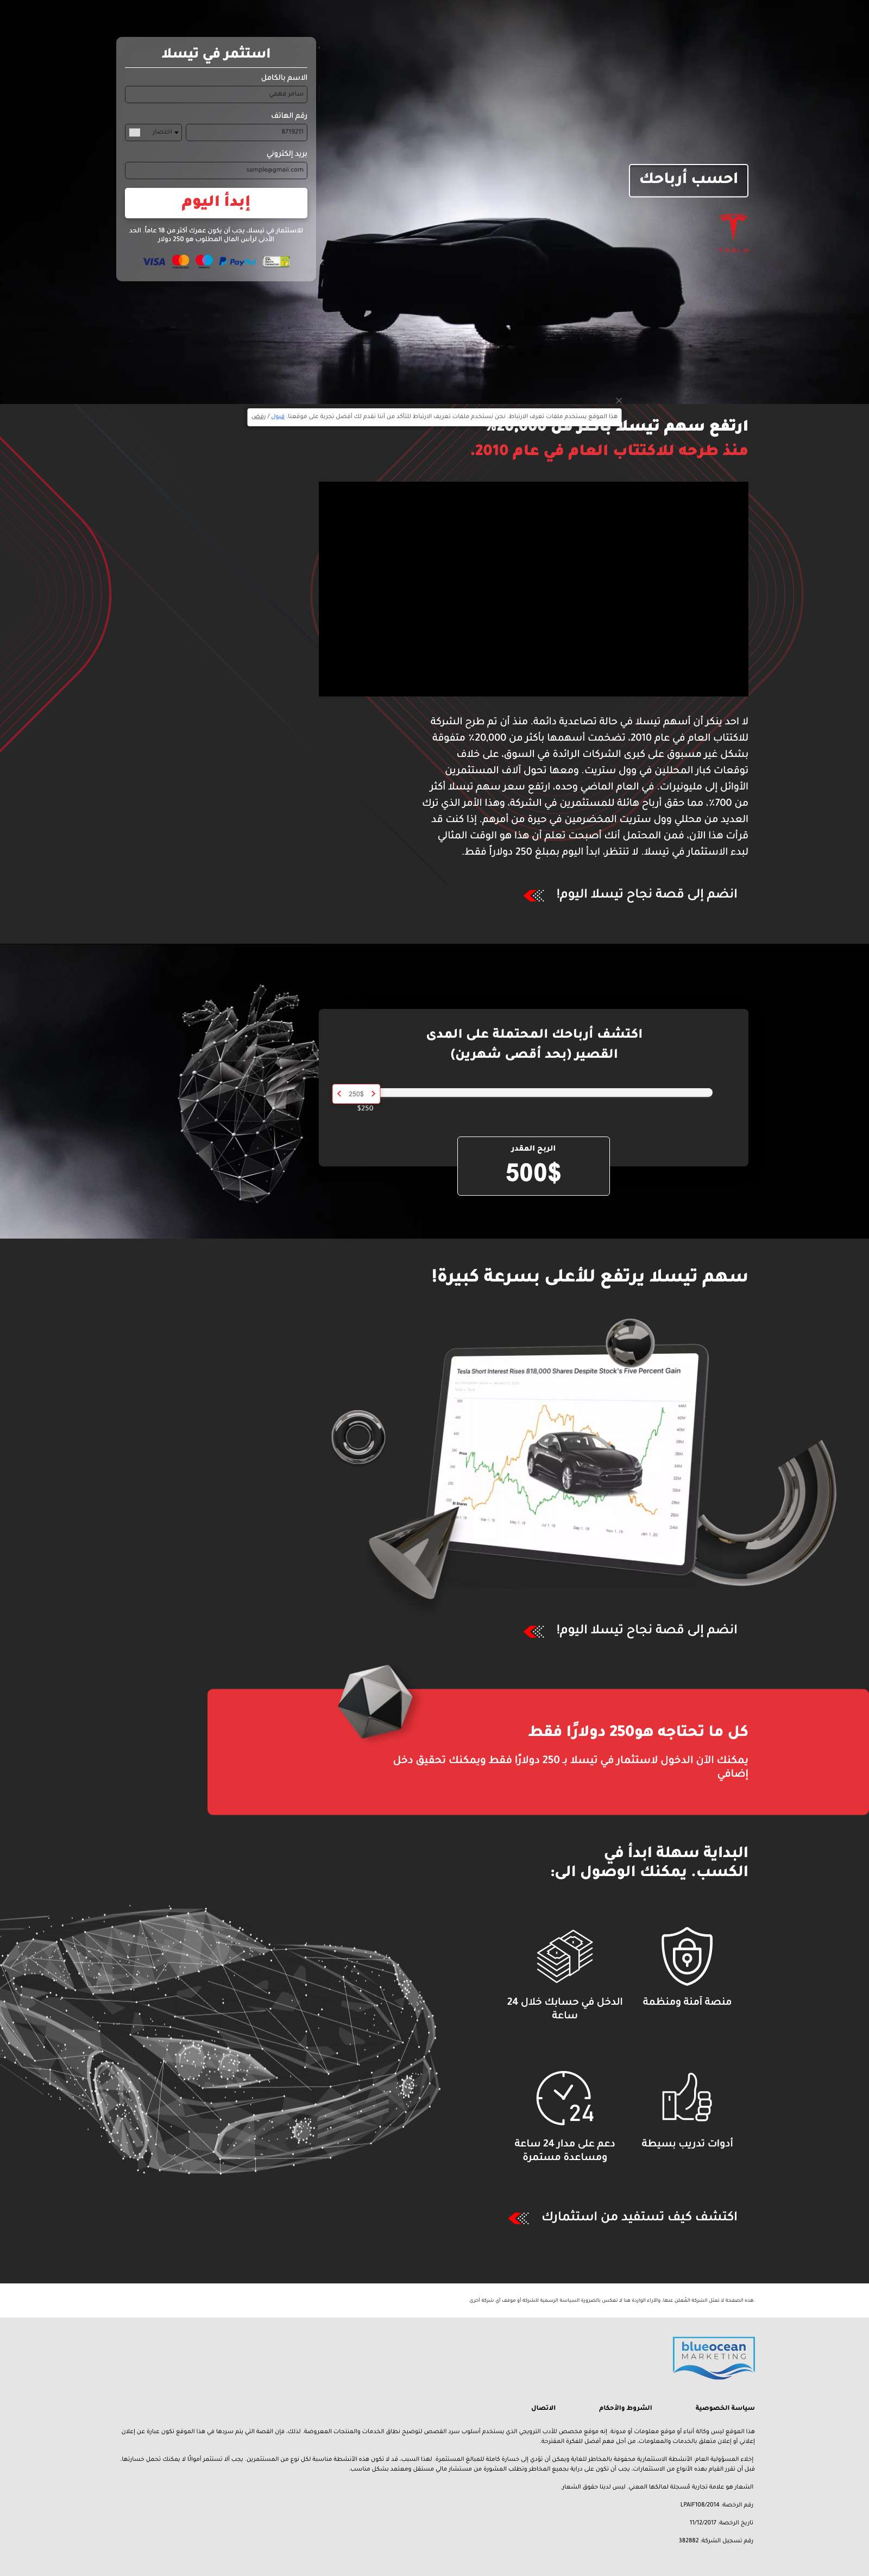 استثمر في تيسلا
الاسم بالكامل
سامر فهمي
رقم الهاتف
8719211
اختصار
بريد إلكتروني
sample@gmail.com
إبدأ اليوم
للاستثمار في تيسلا، يجب أن يكون عمرك أكثر من 18 عاماً. الحد
الأدنى لرأس المال المطلوب هو 250 دولار
VISA PayPal
احسب أرباحك
هذا الموقع يستخدم ملفات تعرف الارتباط. نحن نستخدم ملفات تعريف الارتباط للتأكد من أننا نقدم لك أفضل تجربة على موقعنا. قبول / رفض
ارتفع سهم تيسلا بأكثر من 20,000%
منذ طرحه للاكتتاب العام في عام 2010.
لا احد ينكر أن أسهم تيسلا في حالة تصاعدية دائمة. منذ أن تم طرح الشركة
للاكتتاب العام في عام 2010، تضخمت أسهمها بأكثر من 20,000٪ متفوقة
بشكل غير مسبوق على كبرى الشركات الرائدة في السوق، على خلاف
توقعات كبار المحللين في وول ستريت. ومعها تحول آلاف المستثمرين
الأوائل إلى مليونيرات. في العام الماضي وحده، ارتفع سعر سهم تيسلا أكثر
من 700٪، مما حقق أرباح هائلة للمستثمرين في الشركة، وهذا الأمر الذي ترك
العديد من محللي وول ستريت المخضرمين في حيرة من أمرهم. إذا كنت قد
قرأت هذا الآن، فمن المحتمل أنك أصبحت تعلم أن هذا هو الوقت المثالي
لبدء الاستثمار في تيسلا. لا تنتظر، ابدأ اليوم بمبلغ 250 دولاراً فقط.
انضم إلى قصة نجاح تيسلا اليوم!
اكتشف أرباحك المحتملة على المدى
القصير (بحد أقصى شهرين)
250$
$250
الربح المقدر
500$
سهم تيسلا يرتفع للأعلى بسرعة كبيرة!
Tesla Short Interest Rises 818,000 Shares Despite Stock's Five Percent Gain
انضم إلى قصة نجاح تيسلا اليوم!
كل ما تحتاجه هو250 دولارًا فقط
يمكنك الآن الدخول لاستثمار في تيسلا بـ 250 دولارًا فقط ويمكنك تحقيق دخل
إضافي
البداية سهلة ابدأ في
الكسب. يمكنك الوصول الى:
منصة آمنة ومنظمة
الدخل في حسابك خلال 24
ساعة
24
أدوات تدريب بسيطة
دعم على مدار 24 ساعة
ومساعدة مستمرة
اكتشف كيف تستفيد من استثمارك
هذه الصفحة لا تمثل الشركة المُعلن عنها، والآراء الواردة هنا لا تعكس بالضرورة السياسة الرسمية للشركة أو موقف أي شركة أخرى.
blueocean
MARKETING
سياسة الخصوصية
الشروط والأحكام
الاتصال
هذا الموقع ليس وكالة أنباء أو موقع معلومات أو مدونة. إنه موقع مخصص للأدب الترويجي الذي يستخدم أسلوب سرد القصص لتوضيح نطاق الخدمات والمنتجات المعروضة. لذلك، فإن القصة التي يتم سردها في هذا الموقع تكون عبارة عن إعلان
إعلاني أو إعلان متعلق بالخدمات والمعلومات، من أجل فهم أفضل للفكرة المقترحة.
إخلاء المسؤولية العام: الأنشطة الاستثمارية محفوفة بالمخاطر للغاية ويمكن أن تؤدي إلى خسارة كاملة للمبالغ المستثمرة. لهذا السبب، قد لا تكون هذه الأنشطة مناسبة لكل نوع من المستثمرين. يجب ألا تستثمر أموالًا لا يمكنك تحمل خسارتها.
قبل أن تقرر القيام بهذه الأنواع من الاستثمارات، يجب أن تكون على دراية بجميع المخاطر وتطلب المشورة من مستشار مالي مستقل ومعتمد بشكل مناسب.
الشعار هو علامة تجارية مُسجلة لمالكها المعني. ليس لدينا حقوق الشعار.
رقم الرخصة: LPAIF108/2014
تاريخ الرخصة: 11/12/2017
رقم تسجيل الشركة: 382882